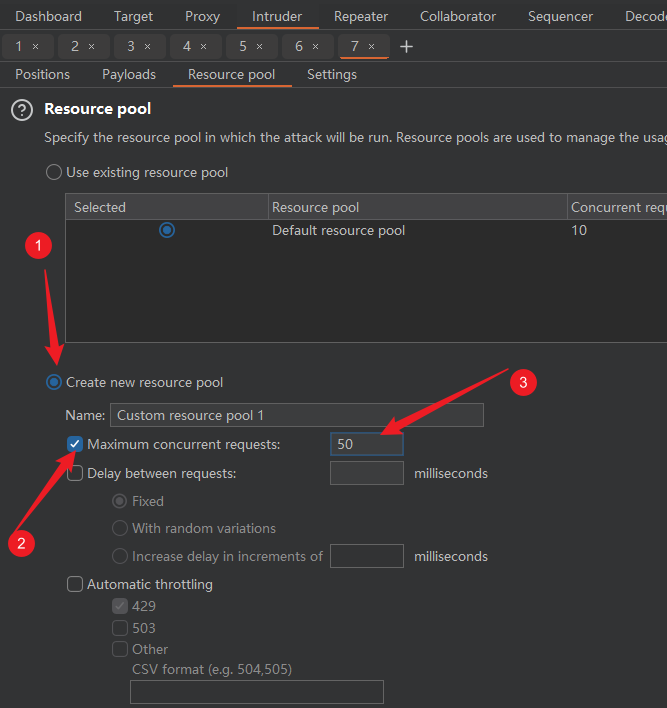 Dashboard Target Proxy Intruder Repeater Collaborator Sequencer Decod
1 × 2 × 3 × 4 × 5 × 6 × 7 × +
Positions Payloads Resource pool Settings
? Resource pool
Specify the resource pool in which the attack will be run. Resource pools are used to manage the usag
Use existing resource pool
Selected Resource pool Concurrent requ
Default resource pool 10
1
Create new resource pool
3
Name: Custom resource pool 1
Maximum concurrent requests: 50
Delay between requests: milliseconds
Fixed
With random variations
2
Increase delay in increments of milliseconds
Automatic throttling
429
503
Other
CSV format (e.g. 504,505)